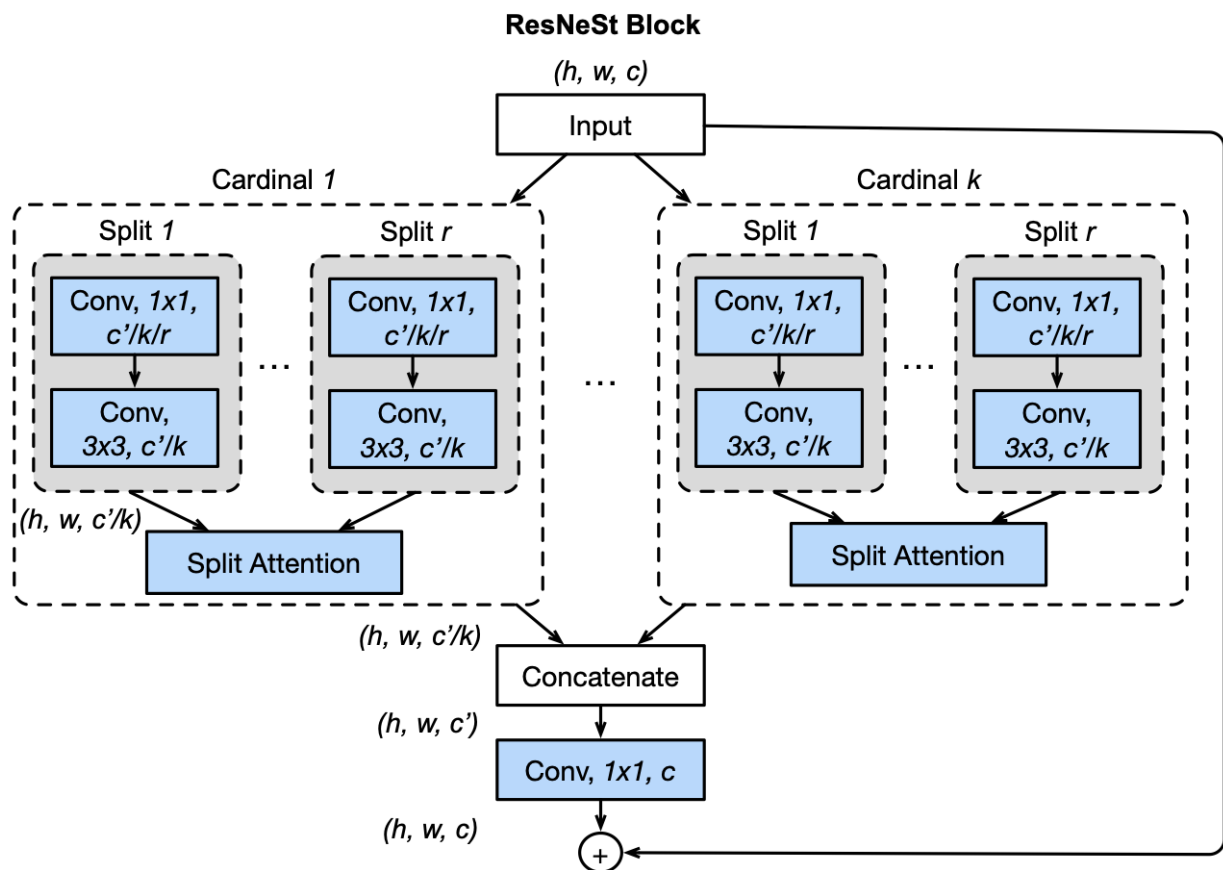 ResNeSt Block
(h, w, c)
Input
Cardinal 1
Cardinal k
Split 1
Split r
Split 1
Split r
Conv, 1x1,
c’/k/r
Conv, 1x1,
c’/k/r
Conv, 1x1,
c’/k/r
Conv, 1x1,
c’/k/r
...
...
...
Conv,
3x3, c’/k
Conv,
3x3, c’/k
Conv,
3x3, c’/k
Conv,
3x3, c’/k
(h, w, c’/k)
Split Attention
Split Attention
(h, w, c’/k)
Concatenate
(h, w, c’)
Conv, 1x1, c
(h, w, c)
+